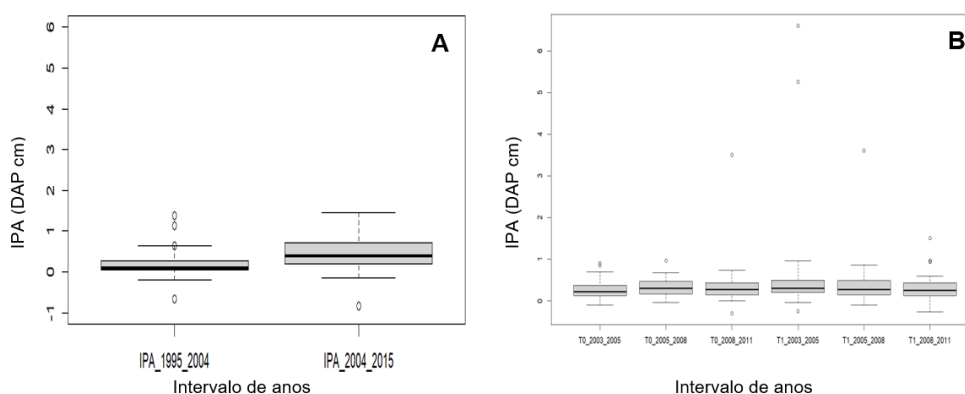 A
IPA (DAP cm)
6
5
4
3
2
1
0
-1
IPA_1995_2004
IPA_2004_2015
Intervalo de anos
B
IPA (DAP cm)
6
5
4
3
2
1
0
T0_2003_2005
T0_2005_2008
T0_2008_2011
T1_2003_2005
T1_2005_2008
T1_2008_2011
Intervalo de anos